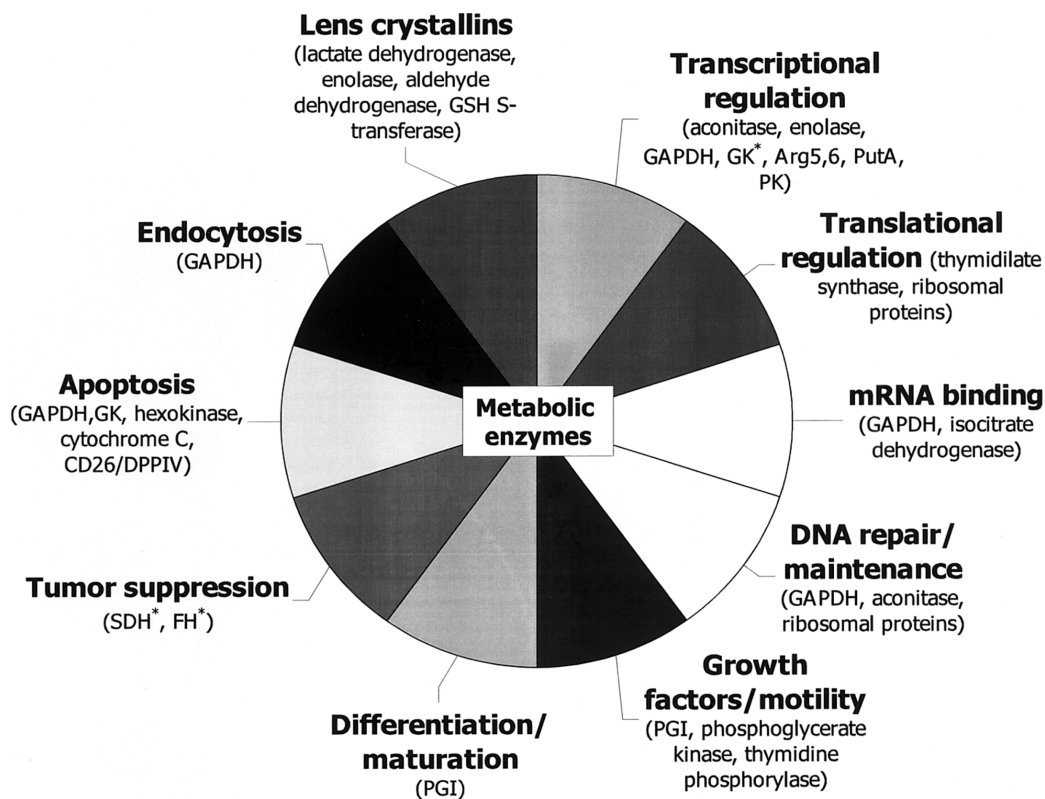 Lens crystallins
(lactate dehydrogenase,
enolase, aldehyde
dehydrogenase, GSH S-
transferase)
Transcriptional
regulation
(aconitase, enolase,
GAPDH, GK*, Arg5,6, PutA,
PK)
Translational
regulation (thymidilate
synthase, ribosomal
proteins)
mRNA binding
(GAPDH, isocitrate
dehydrogenase)
DNA repair/
maintenance
(GAPDH, aconitase,
ribosomal proteins)
Growth
factors/motility
(PGI, phosphoglycerate
kinase, thymidine
phosphorylase)
Differentiation/
maturation
(PGI)
Tumor suppression
(SDH*, FH*)
Apoptosis
(GAPDH,GK, hexokinase,
cytochrome C,
CD26/DPPIV)
Endocytosis
(GAPDH)
Metabolic
enzymes